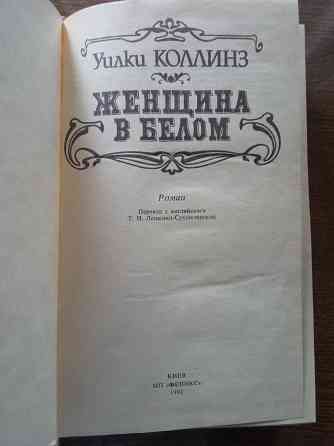 Уилки КОЛЛИНЗ
ЖЕНЩИНА
В БЕЛОМ
Роман
Перевод с английского
Т. И. Лещенко-Сухомлиной
КИЕВ
МП «ФЕНИКС»